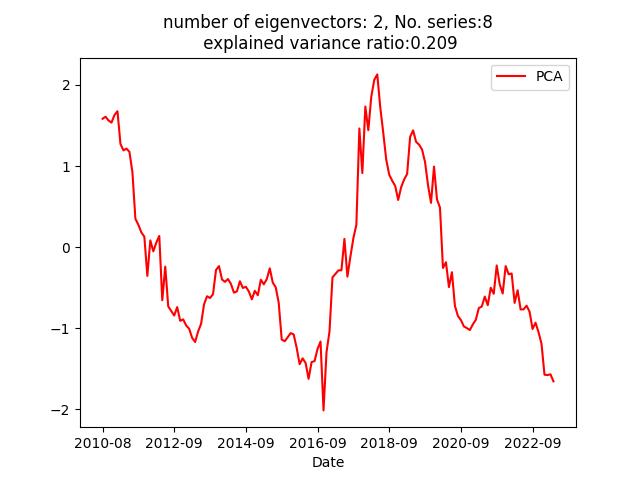 number of eigenvectors: 2, No. series:8
explained variance ratio:0.209
PCA
2
1
0
−1
−2
2010-08 2012-09 2014-09 2016-09 2018-09 2020-09 2022-09
Date